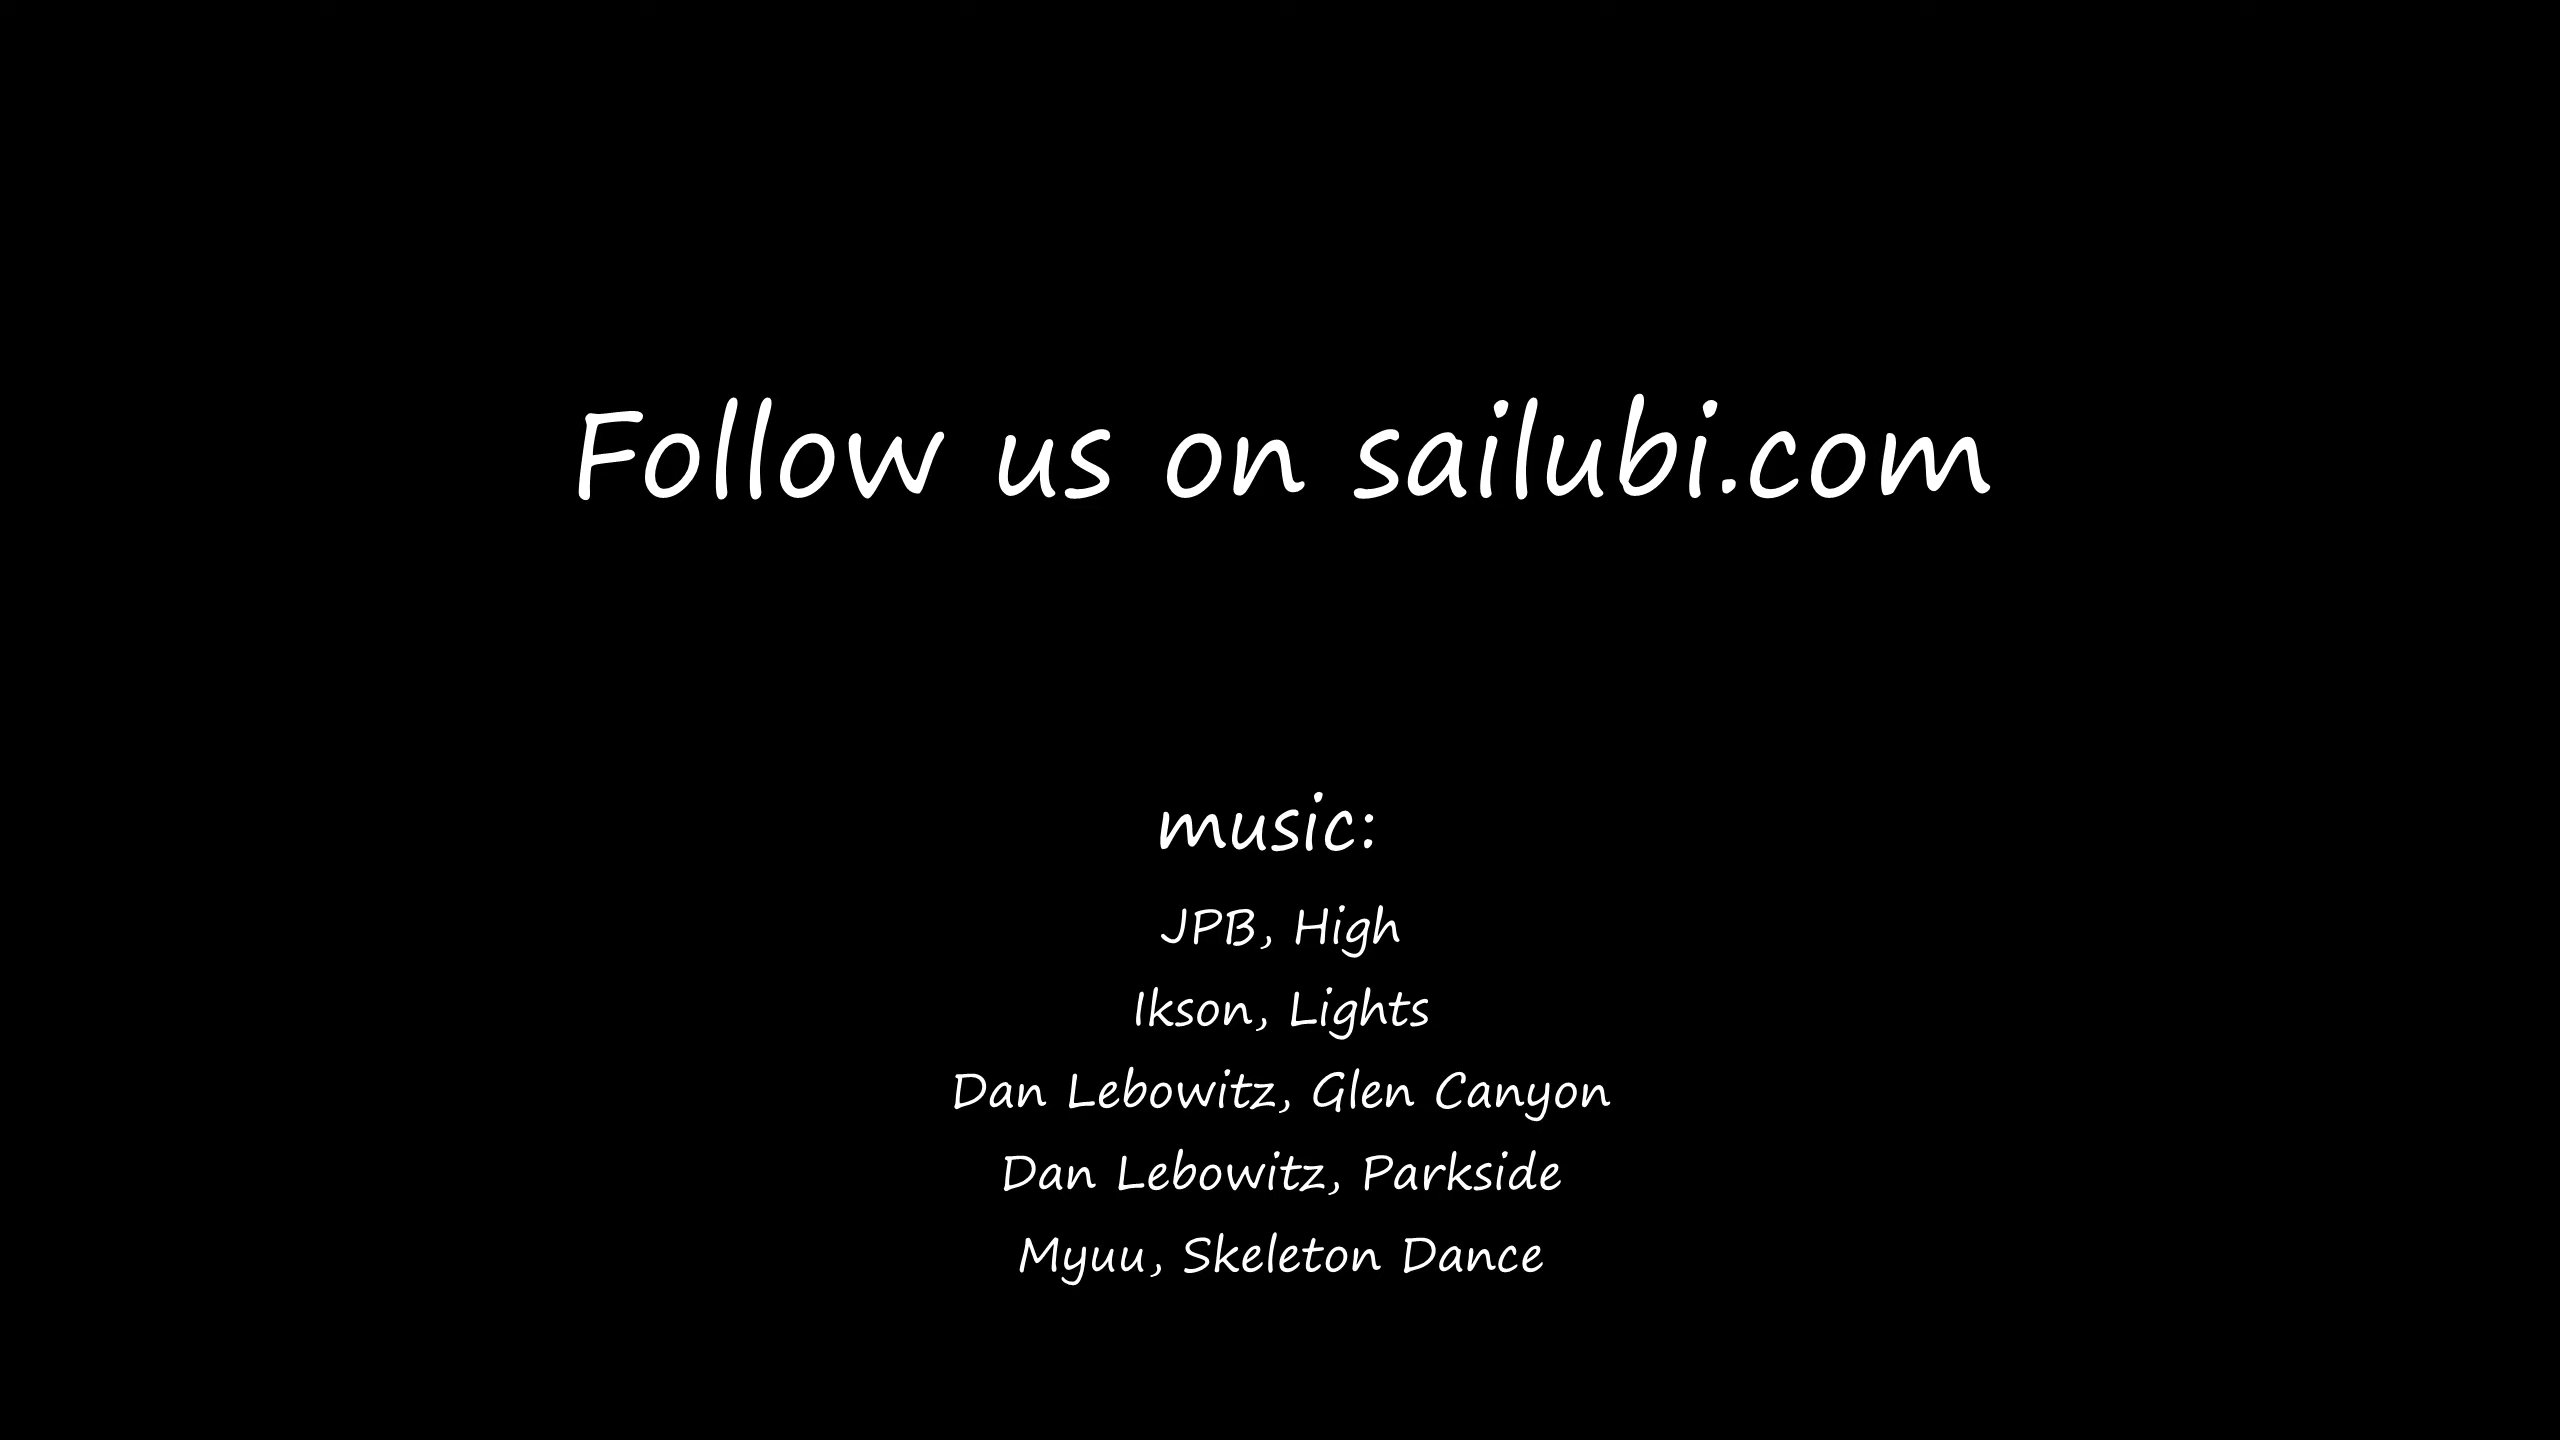 Follow us on sailubi.com
music:
JPB, High
Ikson, Lights
Dan Lebowitz, Glen Canyon
Dan Lebowitz, Parkside
Myuu, Skeleton Dance